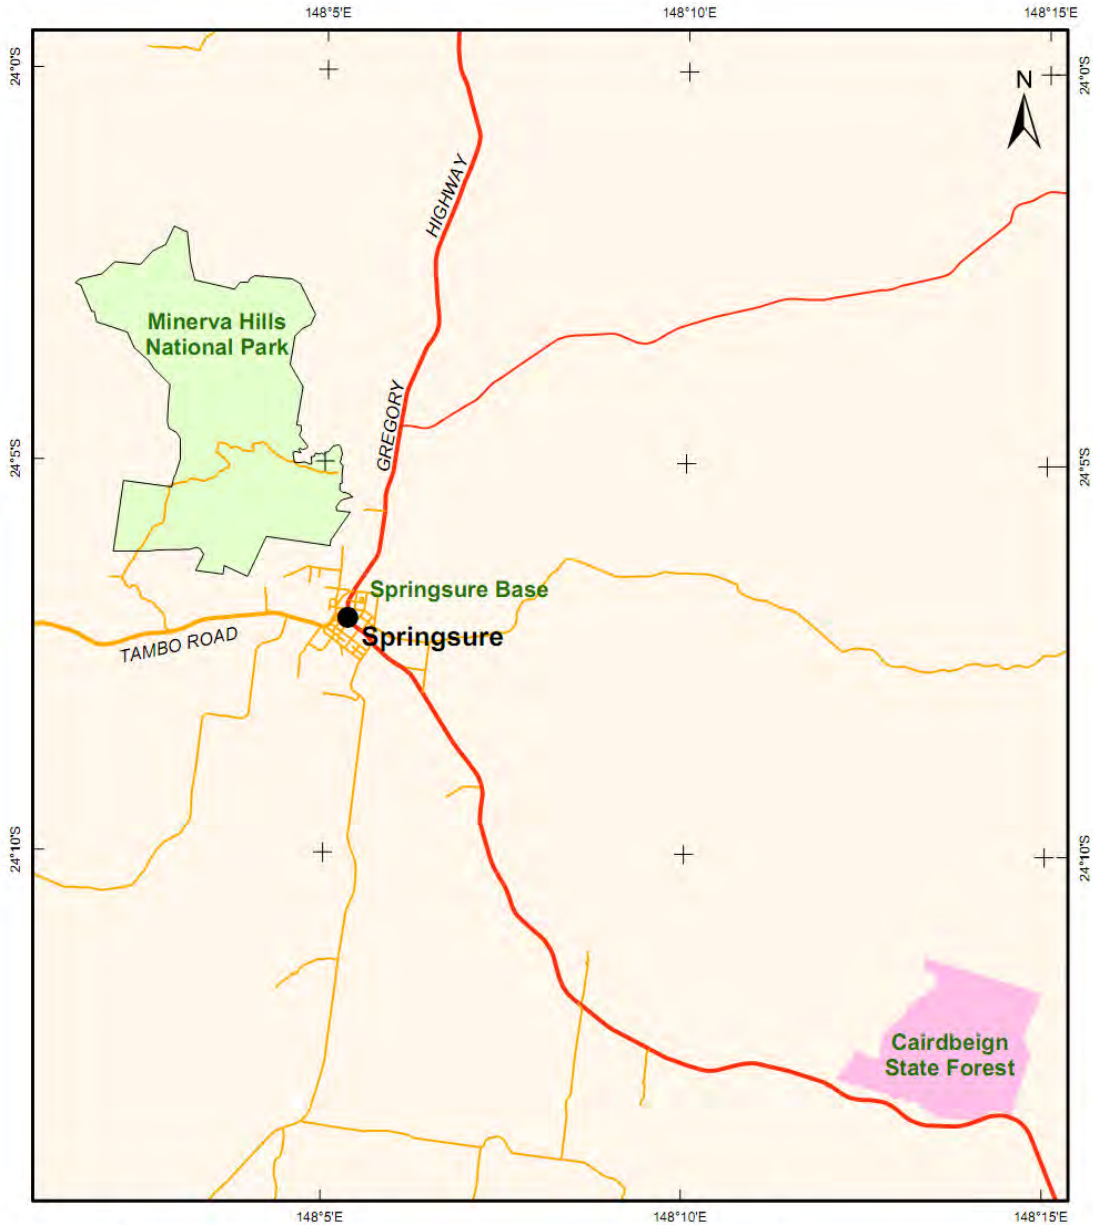 148°5'E
148°10'E
148°15'E
24°0'S
24°0'S
N
HIGHWAY
Minerva Hills
National Park
GREGORY
24°5'S
24°5'S
Springsure Base
Springsure
TAMBO ROAD
24°10'S
24°10'S
Cairdbeign
State Forest
148°5'E
148°10'E
148°15'E